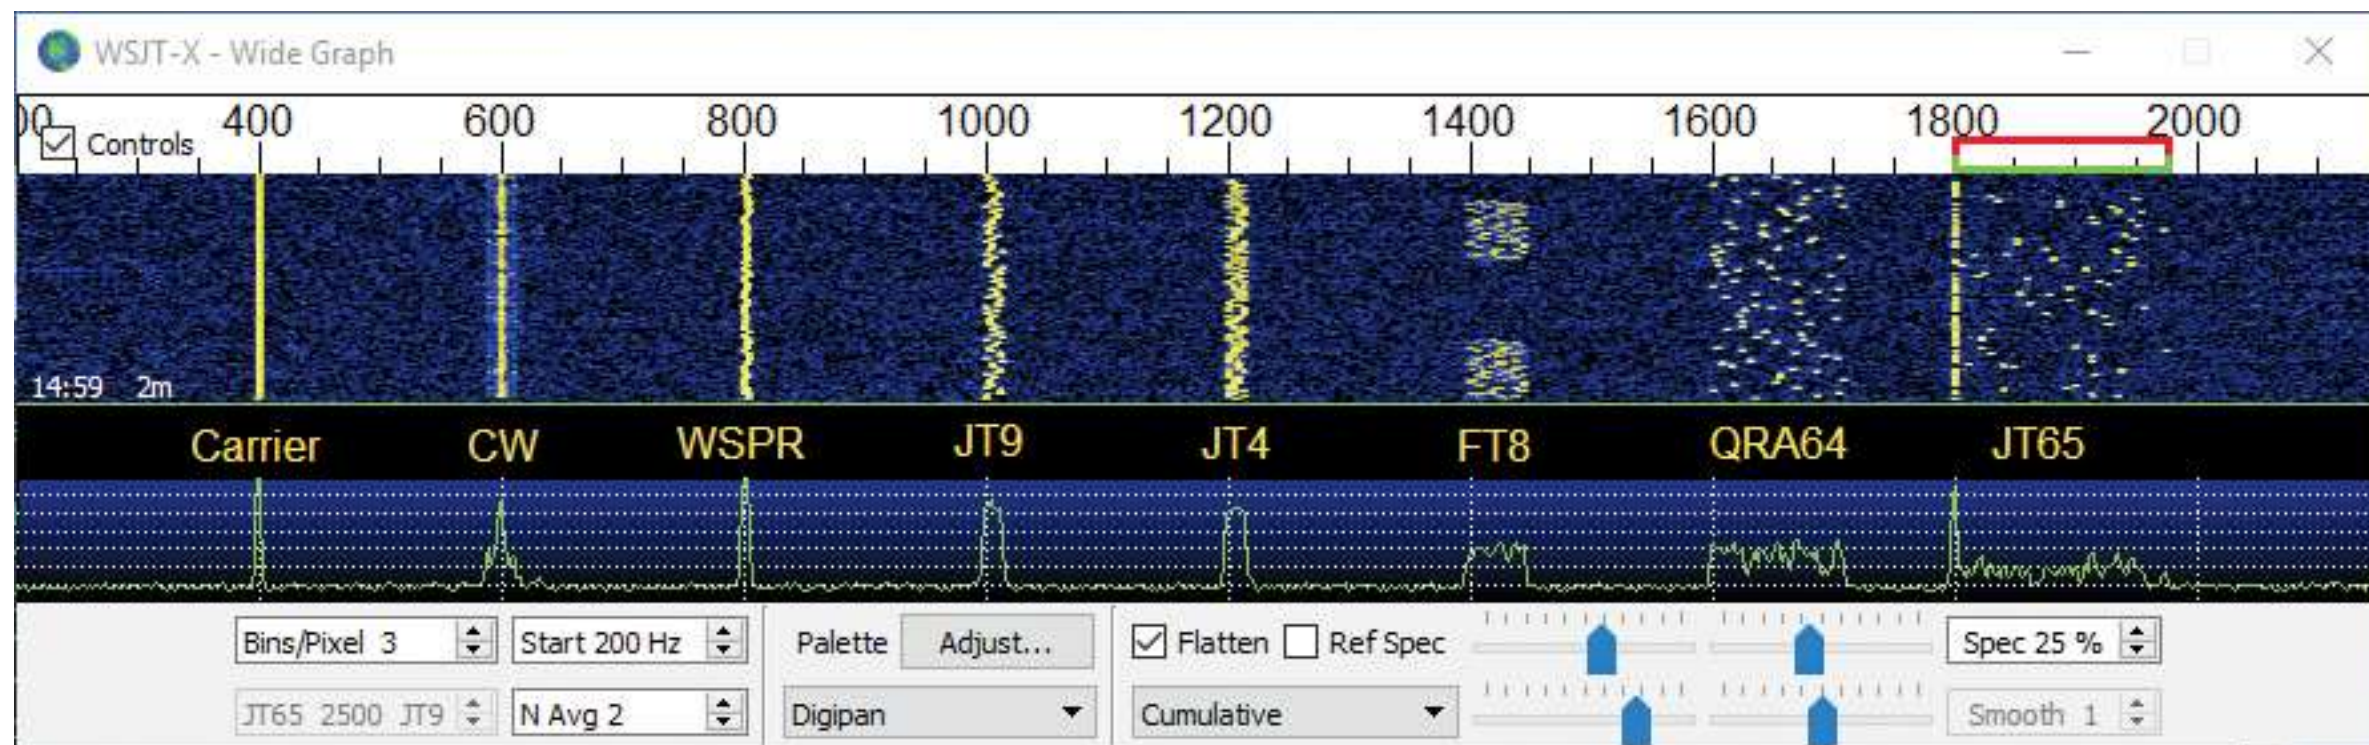 WSJT-X - Wide Graph
00 400 600 800 1000 1200 1400 1600 1800 2000
Controls
14:59 2m
Carrier CW WSPR JT9 JT4 FT8 QRA64 JT65
Bins/Pixel 3 Start 200 Hz Palette Adjust... Flatten Ref Spec Spec 25 %
JT65 2500 JT9 N Avg 2 Digipan Cumulative Smooth 1